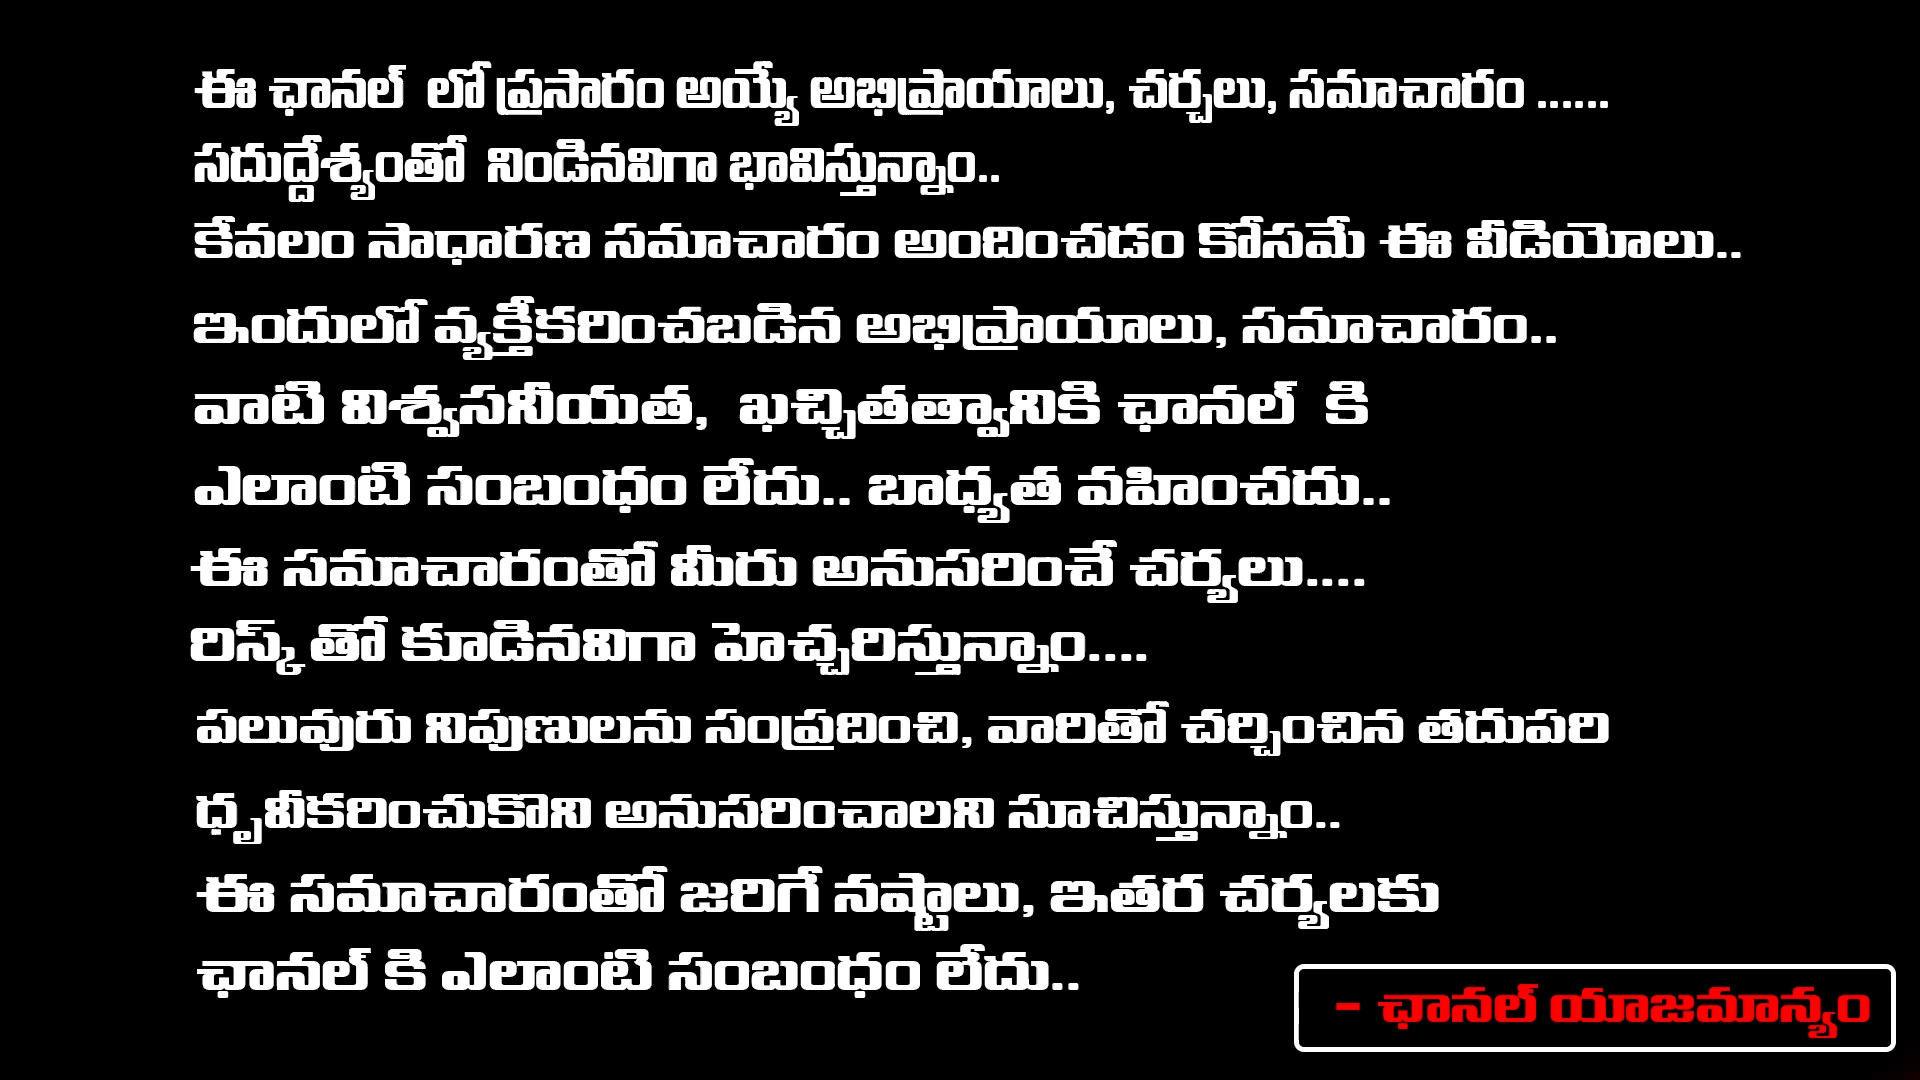 ఈ ఛానల్ లో ప్రసారం అయ్యే అభిప్రాయాలు, చర్చలు, సమాచారం ......
సదుద్దేశ్యంతో నిండినవిగా భావిస్తున్నాం..
కేవలం సాధారణ సమాచారం అందించడం కోసమే ఈ వీడియోలు..
ఇందులో వ్యక్తీకరించబడిన అభిప్రాయాలు, సమాచారం..
వాటి విశ్వసనీయత, ఖచ్చితత్వానికి ఛానల్ కి
ఎలాంటి సంబంధం లేదు.. బాధ్యత వహించదు..
ఈ సమాచారంతో మీరు అనుసరించే చర్యలు....
రిస్క్ తో కూడినవిగా హెచ్చరిస్తున్నాం....
పలువురు నిపుణులను సంప్రదించి, వారితో చర్చించిన తదుపరి
ధృవీకరించుకొని అనుసరించాలని సూచిస్తున్నాం..
ఈ సమాచారంతో జరిగే నష్టాలు, ఇతర చర్యలకు
ఛానల్ కి ఎలాంటి సంబంధం లేదు..
- ఛానల్ యాజమాన్యం